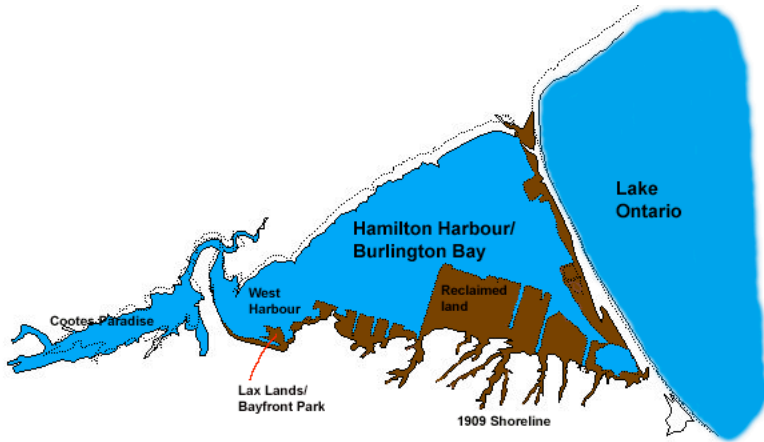 Lake
Ontario
Hamilton Harbour/
Burlington Bay
West
Harbour
Reclaimed
land
Cootes Paradise
Lax Lands/
Bayfront Park
1909 Shoreline